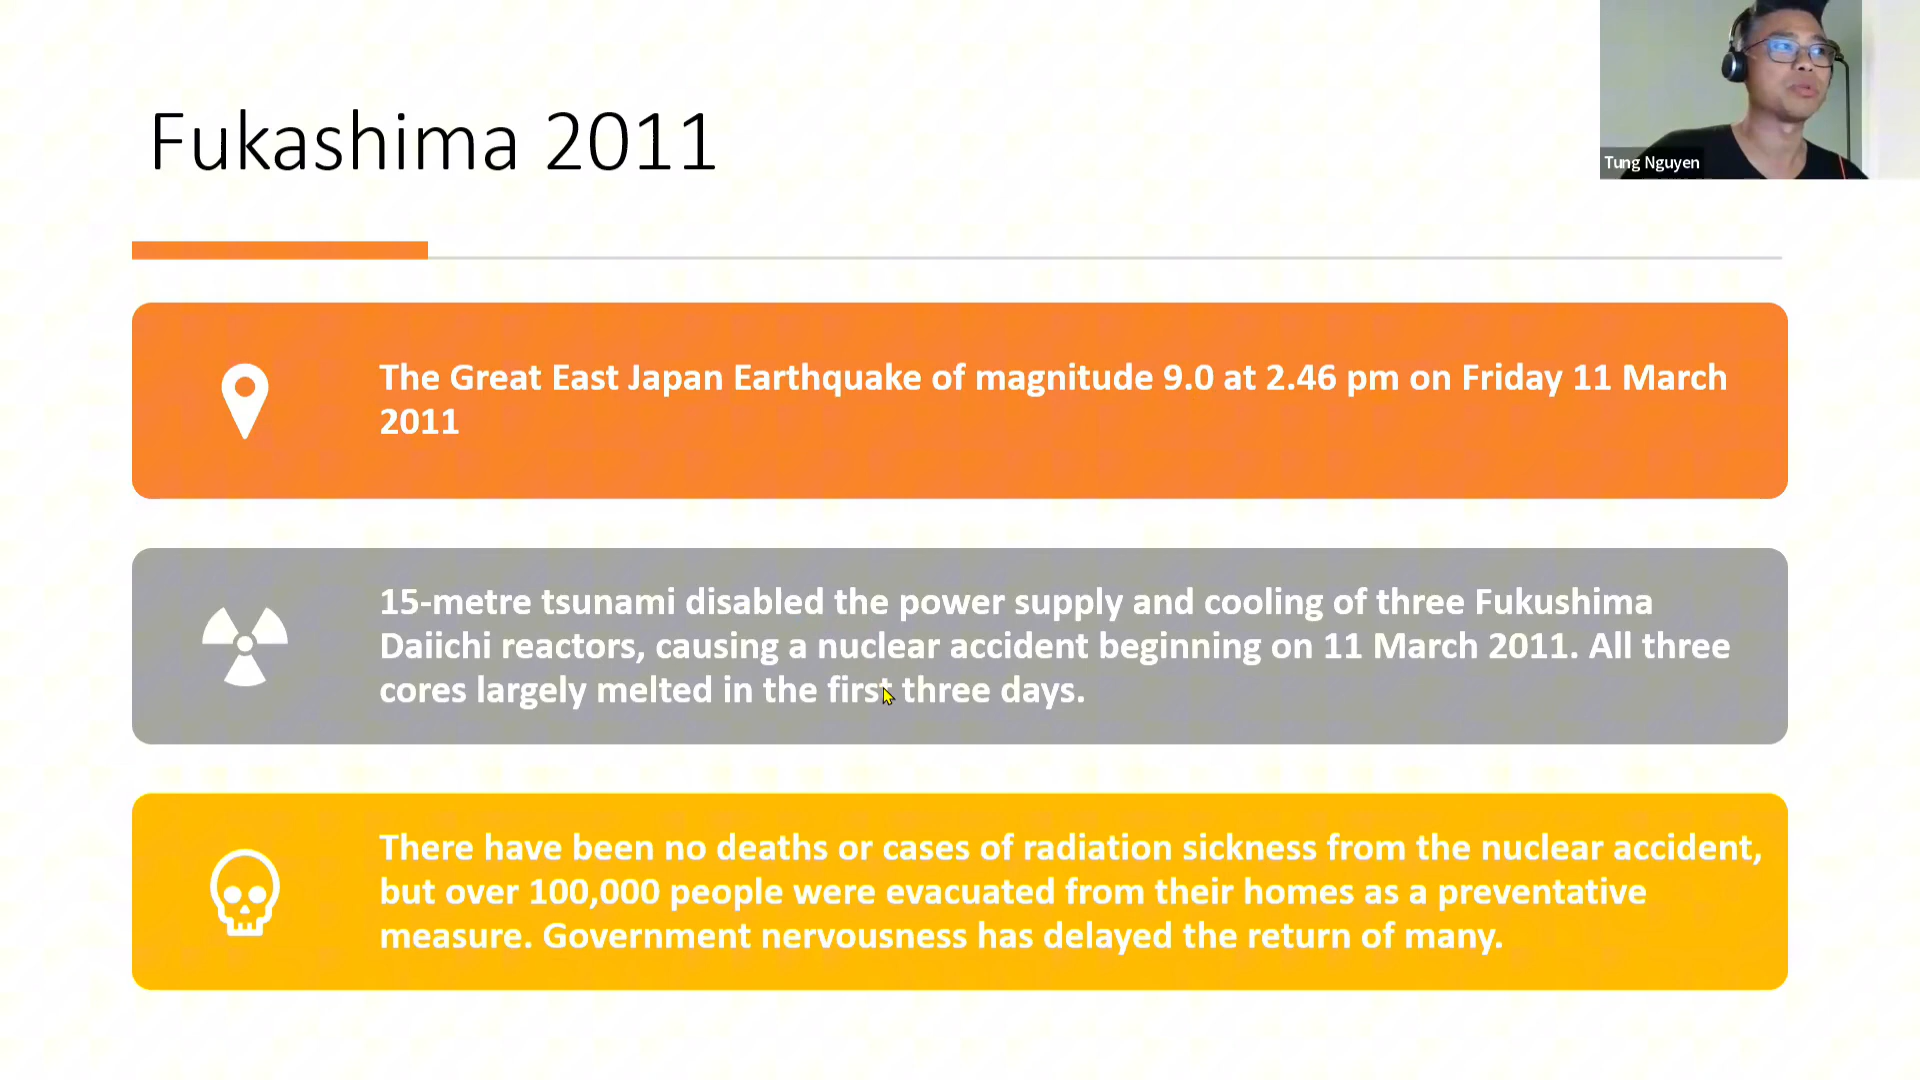 Fukashima 2011
Tung Nguyen
The Great East Japan Earthquake of magnitude 9.0 at 2.46 pm on Friday 11 March
2011
15-metre tsunami disabled the power supply and cooling of three Fukushima
Daiichi reactors, causing a nuclear accident beginning on 11 March 2011. All three
cores largely melted in the first three days.
There have been no deaths or cases of radiation sickness from the nuclear accident,
but over 100,000 people were evacuated from their homes as a preventative
measure. Government nervousness has delayed the return of many.